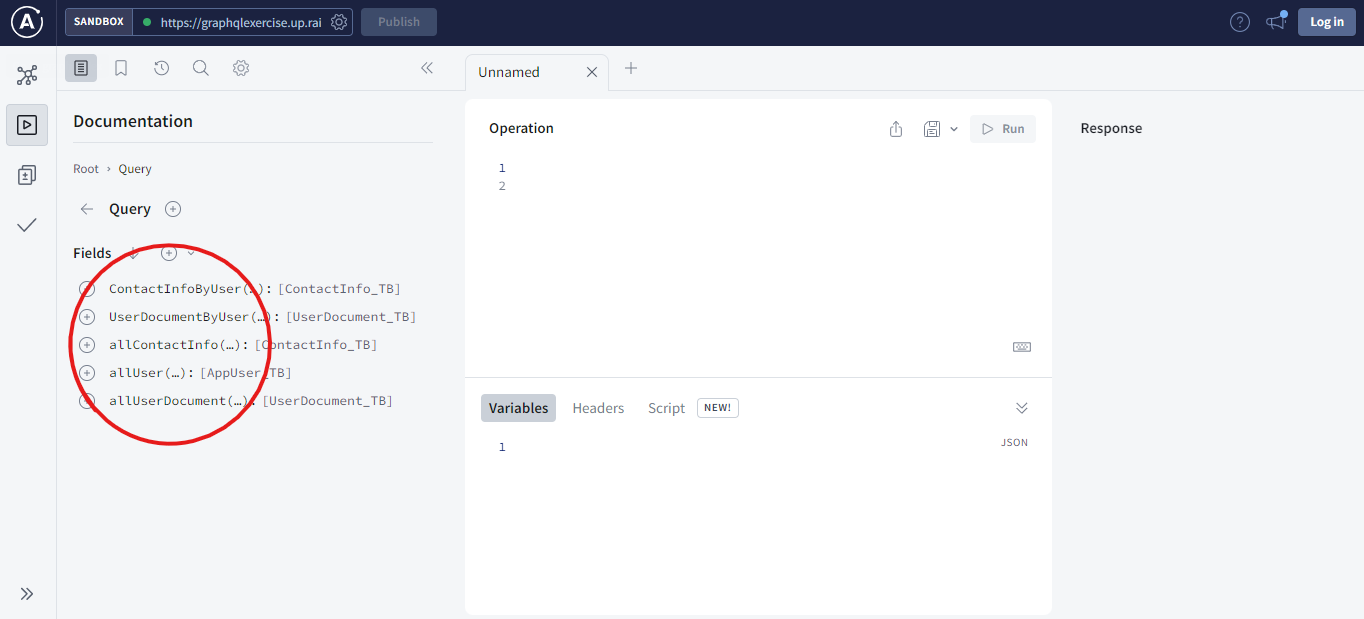 SANDBOX https://graphqlexercise.up.rai Publish Log in
Unnamed
Documentation
Root › Query
Query
Fields
ContactInfoByUser(…): [ContactInfo_TB]
UserDocumentByUser(…): [UserDocument_TB]
allContactInfo(…): [ContactInfo_TB]
allUser(…): [AppUser_TB]
allUserDocument(…): [UserDocument_TB]
Operation
Run
1
2
Variables Headers Script NEW!
1
JSON
Response